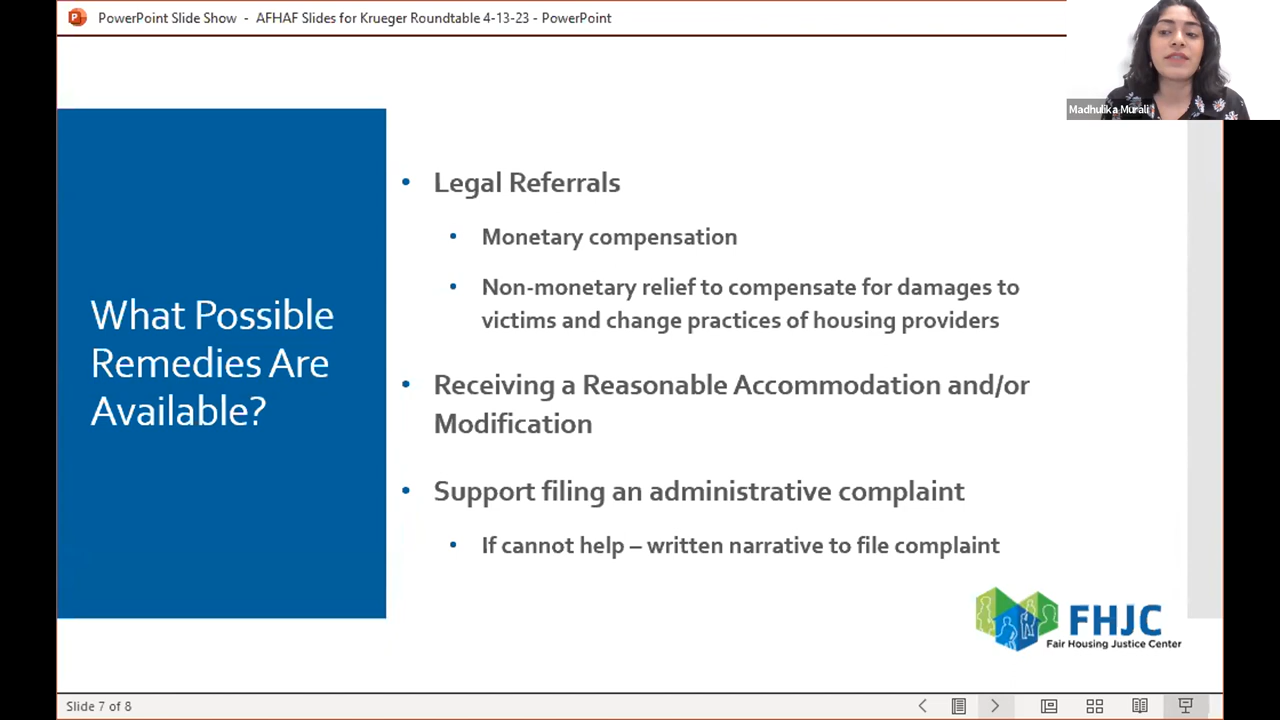 PowerPoint Slide Show - AFHAF Slides for Krueger Roundtable 4-13-23 - PowerPoint
Madhulika Murali
What Possible
Remedies Are
Available?
• Legal Referrals
• Monetary compensation
• Non-monetary relief to compensate for damages to
victims and change practices of housing providers
• Receiving a Reasonable Accommodation and/or
Modification
• Support filing an administrative complaint
• If cannot help – written narrative to file complaint
FHJC
Fair Housing Justice Center
Slide 7 of 8